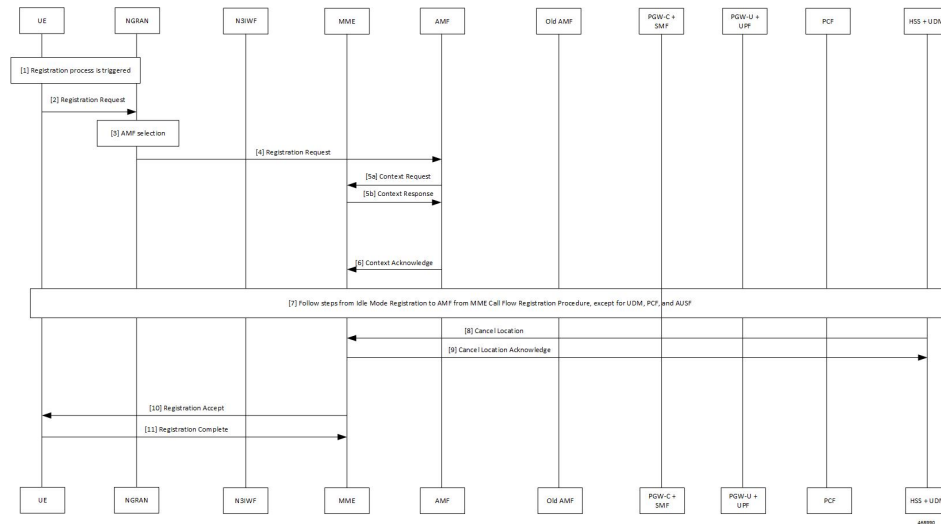 UE
NGRAN
N3IWF
MME
AMF
Old AMF
PGW-C +
SMF
PGW-U +
UPF
PCF
HSS + UDM
[1] Registration process is triggered
[2] Registration Request
[3] AMF selection
[4] Registration Request
[5a] Context Request
[5b] Context Response
[6] Context Acknowledge
[7] Follow steps from Idle Mode Registration to AMF from MME Call Flow Registration Procedure, except for UDM, PCF, and AUSF
[8] Cancel Location
[9] Cancel Location Acknowledge
[10] Registration Accept
[11] Registration Complete
UE
NGRAN
N3IWF
MME
AMF
Old AMF
PGW-C +
SMF
PGW-U +
UPF
PCF
HSS + UDM